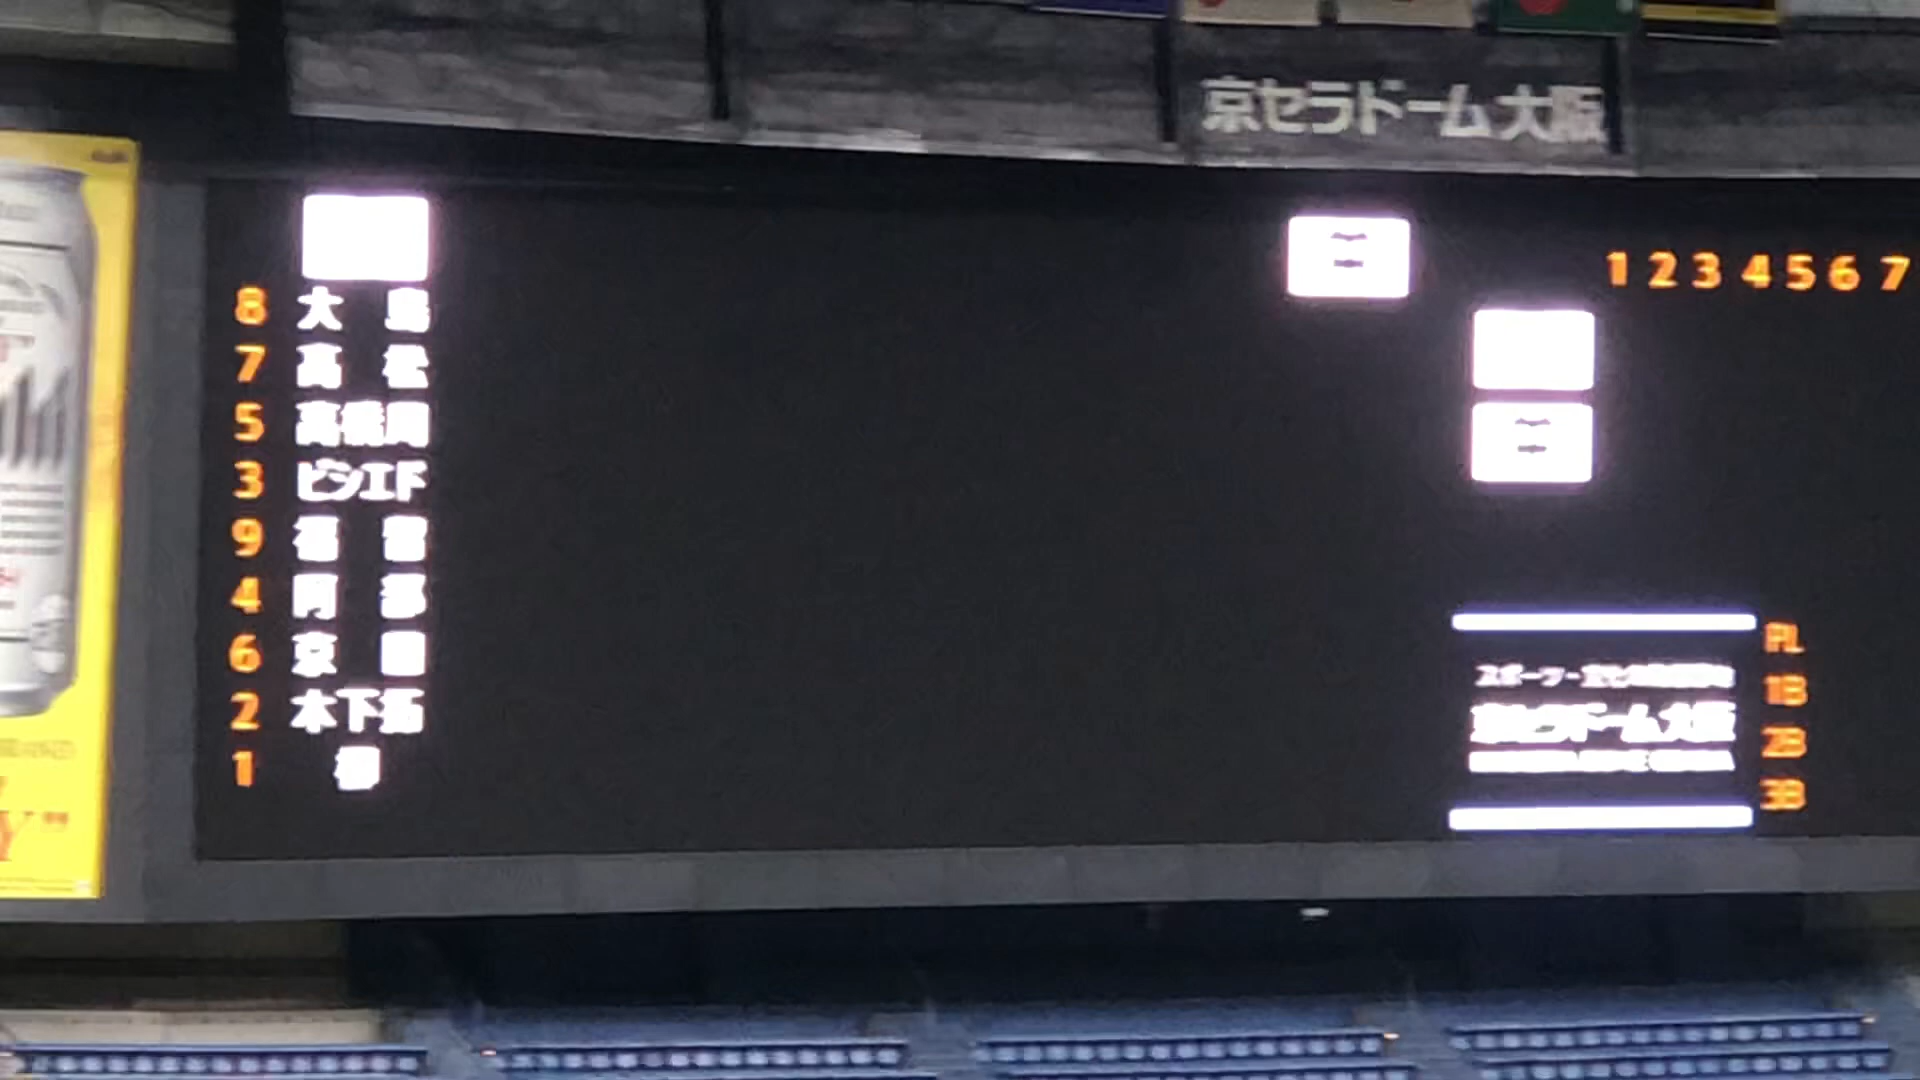 京セラドーム大阪
1 2 3 4 5 6 7
8 大 島
7 高 松
5 高橋周
3 ビシエド
9 福 留
4 阿 部
6 京 田
2 木下拓
1 柳
京セラドーム大阪
PL
1B
2B
3B